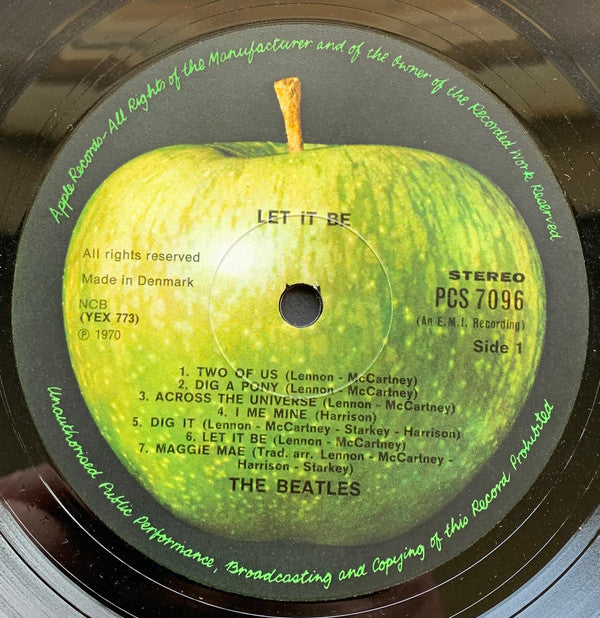 Apple Records-All Rights of the Manufacturer and of the Owner of the Recorded Work Reserved
LET IT BE
All rights reserved
Made in Denmark
NCB
(YEX 773)
℗ 1970
STEREO
PCS 7096
(An E.M.I. Recording)
Side 1
1. TWO OF US (Lennon - McCartney)
2. DIG A PONY (Lennon - McCartney)
3. ACROSS THE UNIVERSE (Lennon - McCartney)
4. I ME MINE (Harrison)
5. DIG IT (Lennon - McCartney - Starkey - Harrison)
6. LET IT BE (Lennon - McCartney)
7. MAGGIE MAE (Trad. arr. Lennon - McCartney -
Harrison - Starkey)
THE BEATLES
Unauthorised Public Performance, Broadcasting and Copying of this Record Prohibited